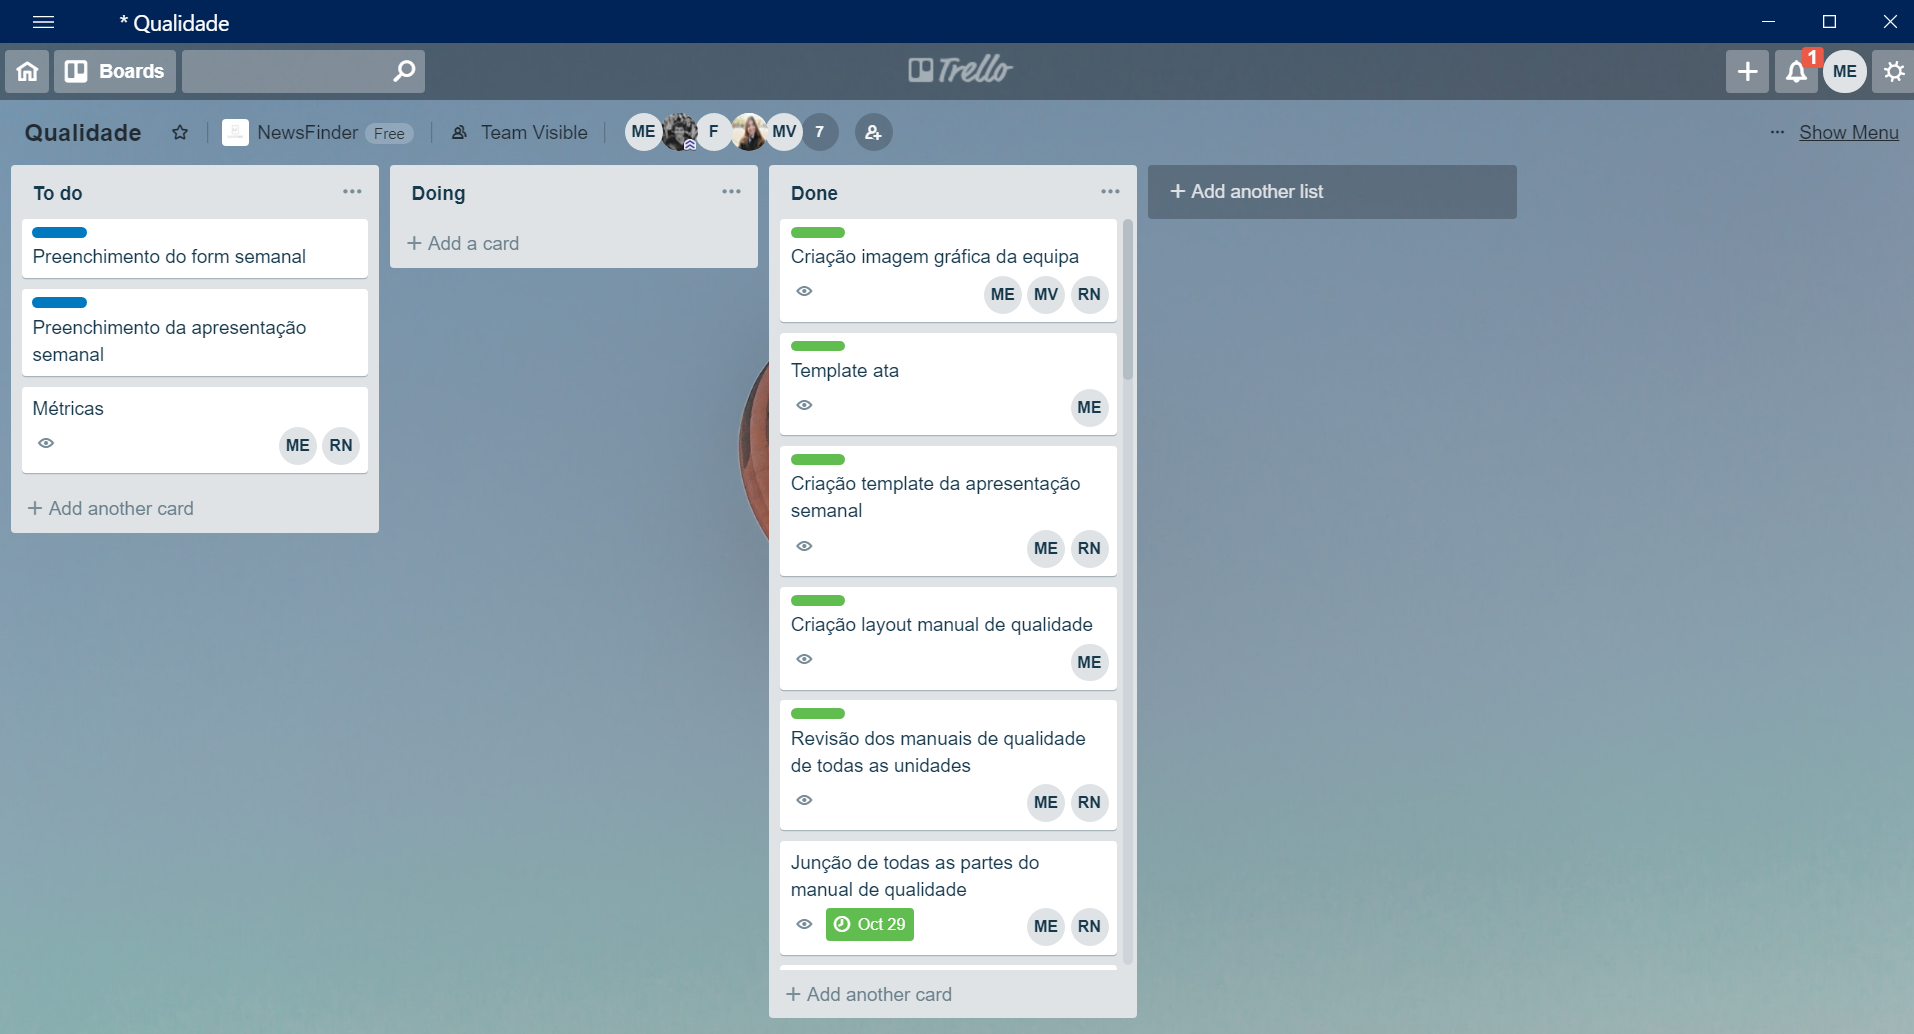 * Qualidade
Boards
Trello
1
ME
Qualidade
NewsFinder Free
Team Visible
ME F MV 7
Show Menu
To do
Preenchimento do form semanal
Preenchimento da apresentação
semanal
Métricas
ME RN
+ Add another card
Doing
+ Add a card
Done
Criação imagem gráfica da equipa
ME MV RN
Template ata
ME
Criação template da apresentação
semanal
ME RN
Criação layout manual de qualidade
ME
Revisão dos manuais de qualidade
de todas as unidades
ME RN
Junção de todas as partes do
manual de qualidade
Oct 29
ME RN
+ Add another card
+ Add another list